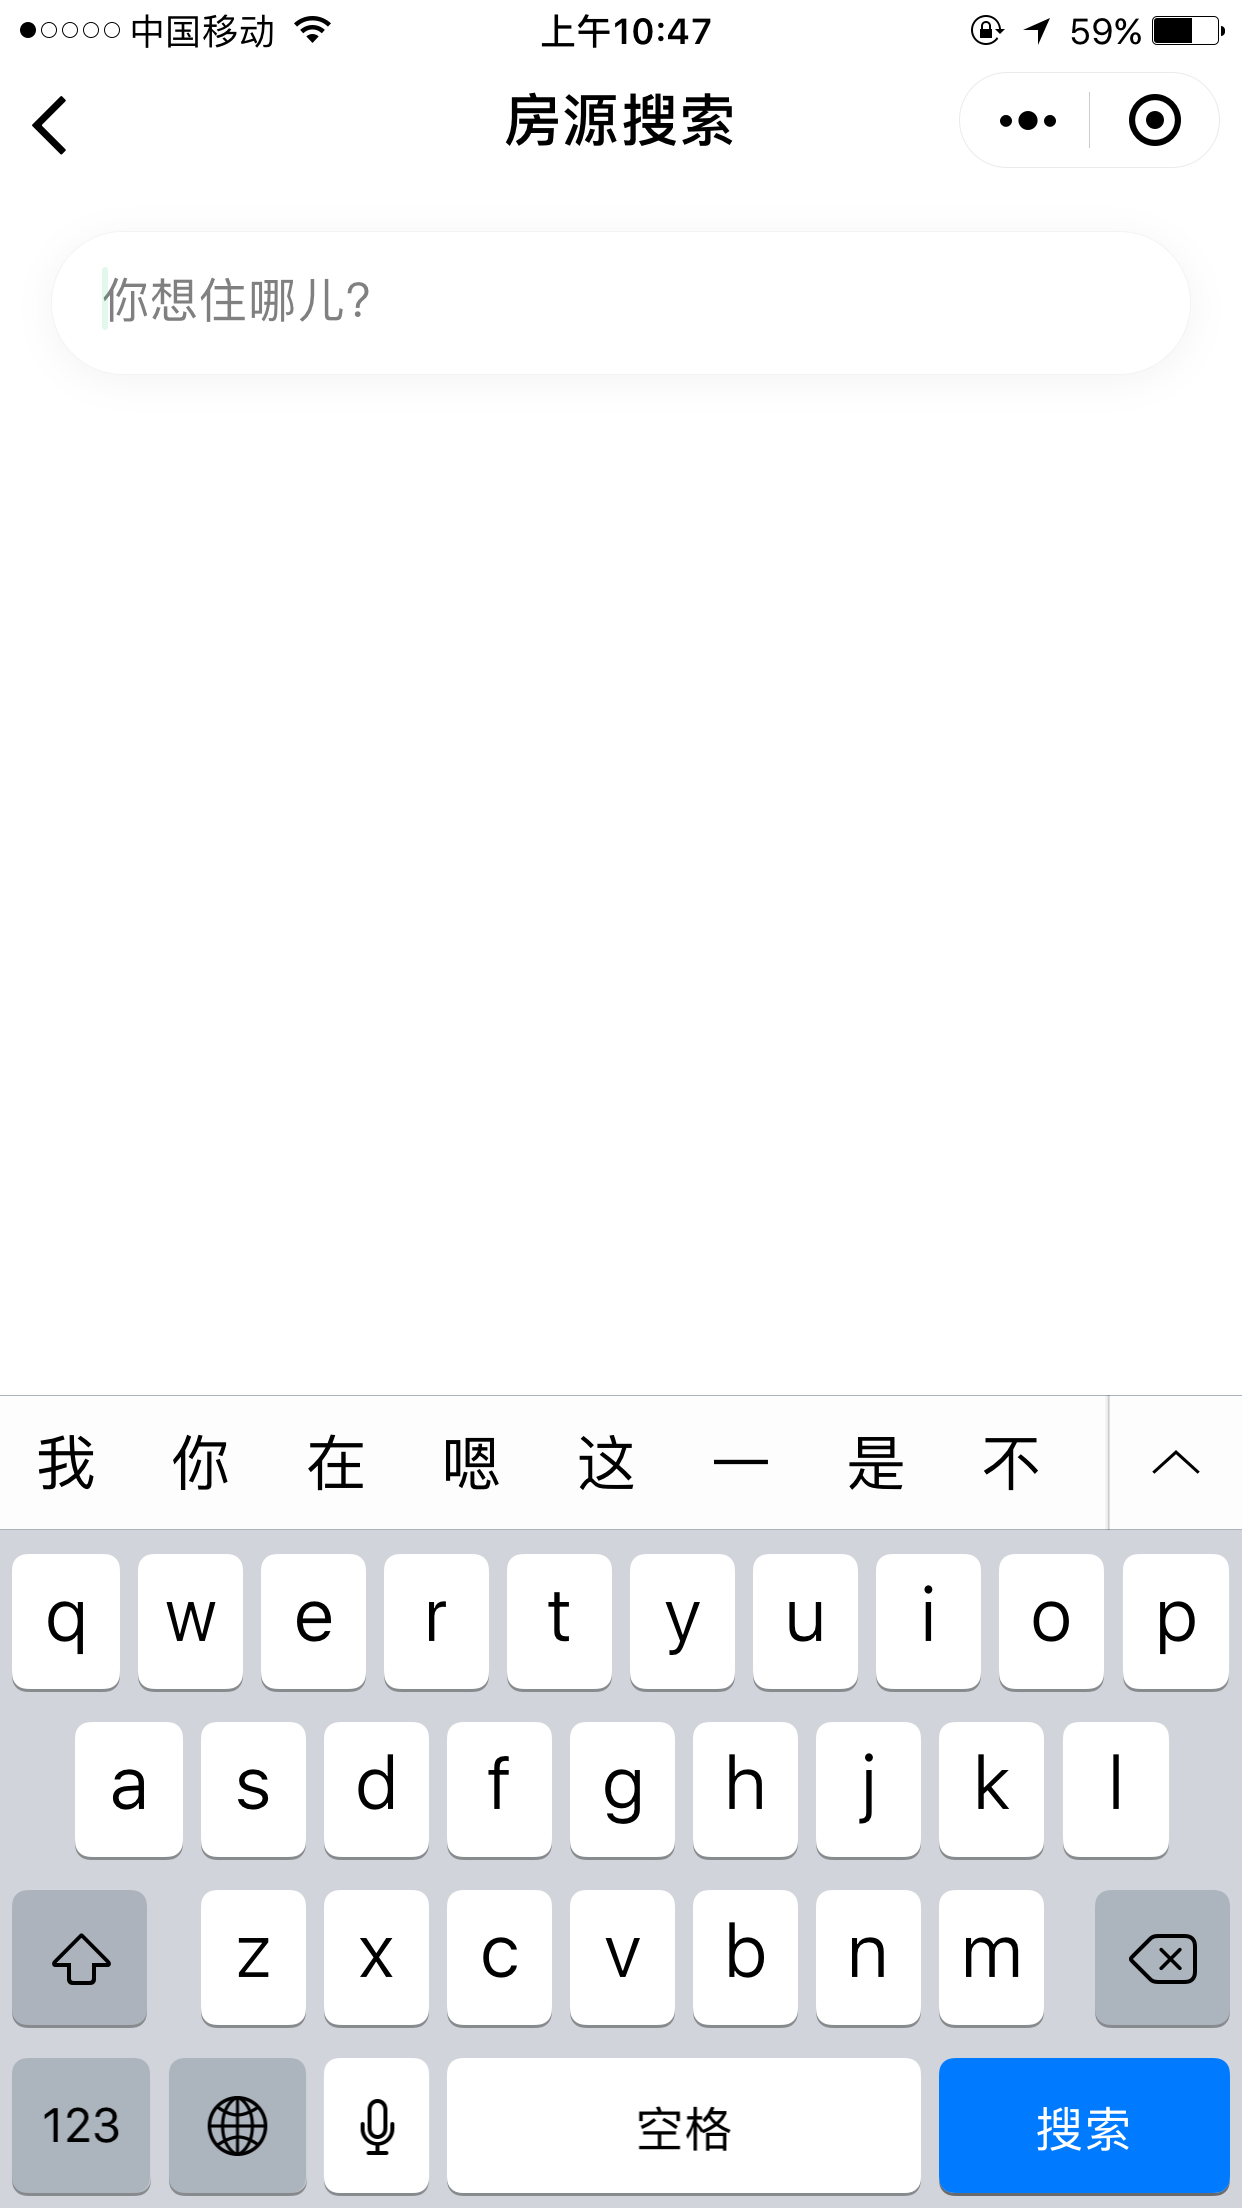 中国移动 上午10:47 59%
房源搜索
你想住哪儿?
我 你 在 嗯 这 一 是 不
q w e r t y u i o p
a s d f g h j k l
z x c v b n m
123 空格 搜索